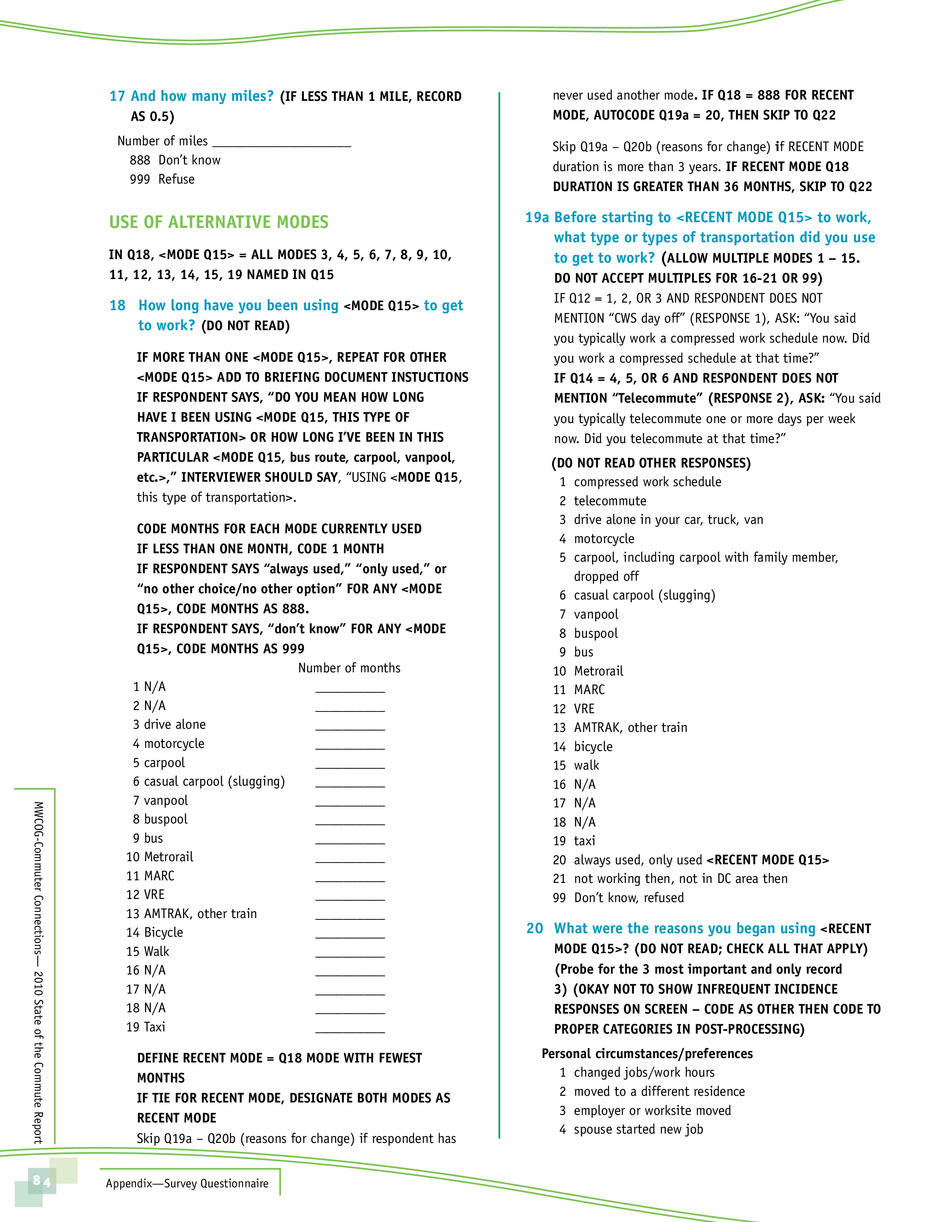 17 And how many miles? (IF LESS THAN 1 MILE, RECORD
AS 0.5)
Number of miles ____________________
888 Don’t know
999 Refuse
USE OF ALTERNATIVE MODES
IN Q18, <MODE Q15> = ALL MODES 3, 4, 5, 6, 7, 8, 9, 10,
11, 12, 13, 14, 15, 19 NAMED IN Q15
18 How long have you been using <MODE Q15> to get
to work? (DO NOT READ)
IF MORE THAN ONE <MODE Q15>, REPEAT FOR OTHER
<MODE Q15> ADD TO BRIEFING DOCUMENT INSTUCTIONS
IF RESPONDENT SAYS, “DO YOU MEAN HOW LONG
HAVE I BEEN USING <MODE Q15, THIS TYPE OF
TRANSPORTATION> OR HOW LONG I’VE BEEN IN THIS
PARTICULAR <MODE Q15, bus route, carpool, vanpool,
etc.>,” INTERVIEWER SHOULD SAY, “USING <MODE Q15,
this type of transportation>.
CODE MONTHS FOR EACH MODE CURRENTLY USED
IF LESS THAN ONE MONTH, CODE 1 MONTH
IF RESPONDENT SAYS “always used,” “only used,” or
“no other choice/no other option” FOR ANY <MODE
Q15>, CODE MONTHS AS 888.
IF RESPONDENT SAYS, “don’t know” FOR ANY <MODE
Q15>, CODE MONTHS AS 999
Number of months
1 N/A __________
2 N/A __________
3 drive alone __________
4 motorcycle __________
5 carpool __________
6 casual carpool (slugging) __________
7 vanpool __________
8 buspool __________
9 bus __________
10 Metrorail __________
11 MARC __________
12 VRE __________
13 AMTRAK, other train __________
14 Bicycle __________
15 Walk __________
16 N/A __________
17 N/A __________
18 N/A __________
19 Taxi __________
DEFINE RECENT MODE = Q18 MODE WITH FEWEST
MONTHS
IF TIE FOR RECENT MODE, DESIGNATE BOTH MODES AS
RECENT MODE
Skip Q19a – Q20b (reasons for change) if respondent has
never used another mode. IF Q18 = 888 FOR RECENT
MODE, AUTOCODE Q19a = 20, THEN SKIP TO Q22
Skip Q19a – Q20b (reasons for change) if RECENT MODE
duration is more than 3 years. IF RECENT MODE Q18
DURATION IS GREATER THAN 36 MONTHS, SKIP TO Q22
19a Before starting to <RECENT MODE Q15> to work,
what type or types of transportation did you use
to get to work? (ALLOW MULTIPLE MODES 1 – 15.
DO NOT ACCEPT MULTIPLES FOR 16-21 OR 99)
IF Q12 = 1, 2, OR 3 AND RESPONDENT DOES NOT
MENTION “CWS day off” (RESPONSE 1), ASK: “You said
you typically work a compressed work schedule now. Did
you work a compressed schedule at that time?”
IF Q14 = 4, 5, OR 6 AND RESPONDENT DOES NOT
MENTION “Telecommute” (RESPONSE 2), ASK: “You said
you typically telecommute one or more days per week
now. Did you telecommute at that time?”
(DO NOT READ OTHER RESPONSES)
1 compressed work schedule
2 telecommute
3 drive alone in your car, truck, van
4 motorcycle
5 carpool, including carpool with family member,
dropped off
6 casual carpool (slugging)
7 vanpool
8 buspool
9 bus
10 Metrorail
11 MARC
12 VRE
13 AMTRAK, other train
14 bicycle
15 walk
16 N/A
17 N/A
18 N/A
19 taxi
20 always used, only used <RECENT MODE Q15>
21 not working then, not in DC area then
99 Don’t know, refused
20 What were the reasons you began using <RECENT
MODE Q15>? (DO NOT READ; CHECK ALL THAT APPLY)
(Probe for the 3 most important and only record
3) (OKAY NOT TO SHOW INFREQUENT INCIDENCE
RESPONSES ON SCREEN – CODE AS OTHER THEN CODE TO
PROPER CATEGORIES IN POST-PROCESSING)
Personal circumstances/preferences
1 changed jobs/work hours
2 moved to a different residence
3 employer or worksite moved
4 spouse started new job
MWCOG-Commuter Connections— 2010 State of the Commute Report
84
Appendix—Survey Questionnaire